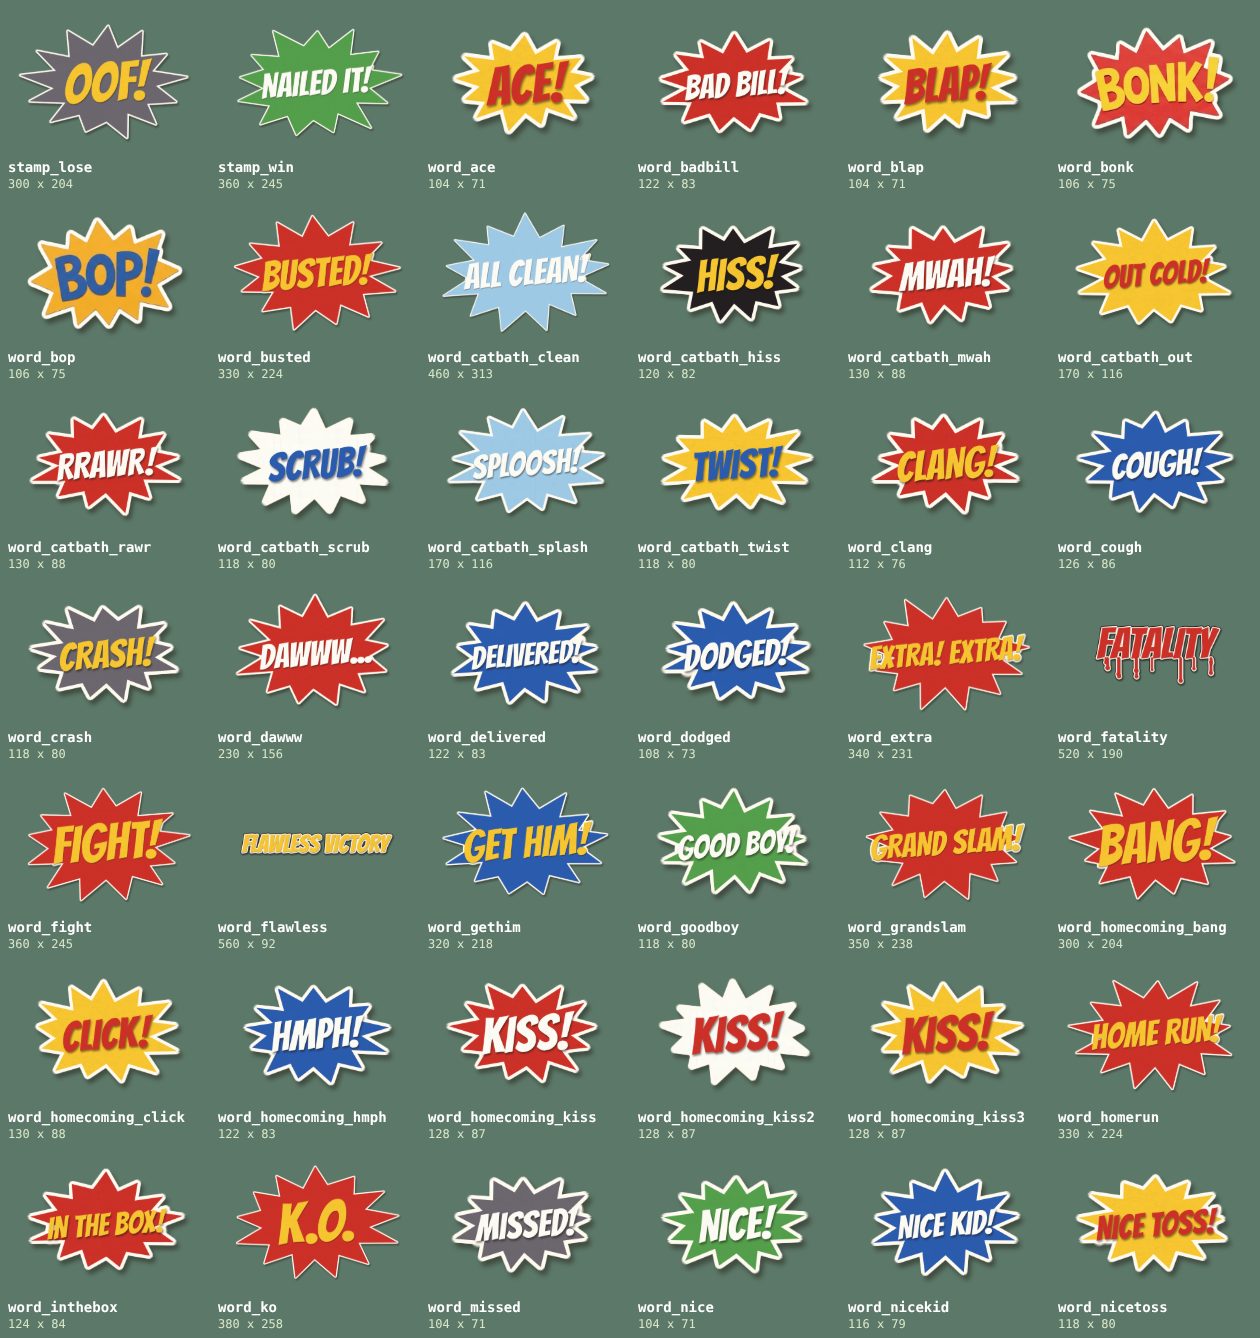 OOF!
NAILED IT!
ACE!
BAD BILL!
BLAP!
BONK!
stamp_lose
stamp_win
word_ace
word_badbill
word_blap
word_bonk
300 x 204
360 x 245
104 x 71
122 x 83
104 x 71
106 x 75
BOP!
BUSTED!
ALL CLEAN!
HISS!
MWAH!
OUT COLD!
word_bop
word_busted
word_catbath_clean
word_catbath_hiss
word_catbath_mwah
word_catbath_out
106 x 75
330 x 224
460 x 313
120 x 82
130 x 88
170 x 116
RRAWR!
SCRUB!
SPLOOSH!
TWIST!
CLANG!
COUGH!
word_catbath_rawr
word_catbath_scrub
word_catbath_splash
word_catbath_twist
word_clang
word_cough
130 x 88
118 x 80
170 x 116
118 x 80
112 x 76
126 x 86
CRASH!
DAWWW...
DELIVERED!
DODGED!
EXTRA! EXTRA!
FATALITY
word_crash
word_dawww
word_delivered
word_dodged
word_extra
word_fatality
118 x 80
230 x 156
122 x 83
108 x 73
340 x 231
520 x 190
FIGHT!
FLAWLESS VICTORY
GET HIM!
GOOD BOY!
GRAND SLAM!
BANG!
word_fight
word_flawless
word_gethim
word_goodboy
word_grandslam
word_homecoming_bang
360 x 245
560 x 92
320 x 218
118 x 80
350 x 238
300 x 204
CLICK!
HMPH!
KISS!
KISS!
KISS!
HOME RUN!
word_homecoming_click
word_homecoming_hmph
word_homecoming_kiss
word_homecoming_kiss2
word_homecoming_kiss3
word_homerun
130 x 88
122 x 83
128 x 87
128 x 87
128 x 87
330 x 224
IN THE BOX!
K.O.
MISSED!
NICE!
NICE KID!
NICE TOSS!
word_inthebox
word_ko
word_missed
word_nice
word_nicekid
word_nicetoss
124 x 84
380 x 258
104 x 71
104 x 71
116 x 79
118 x 80